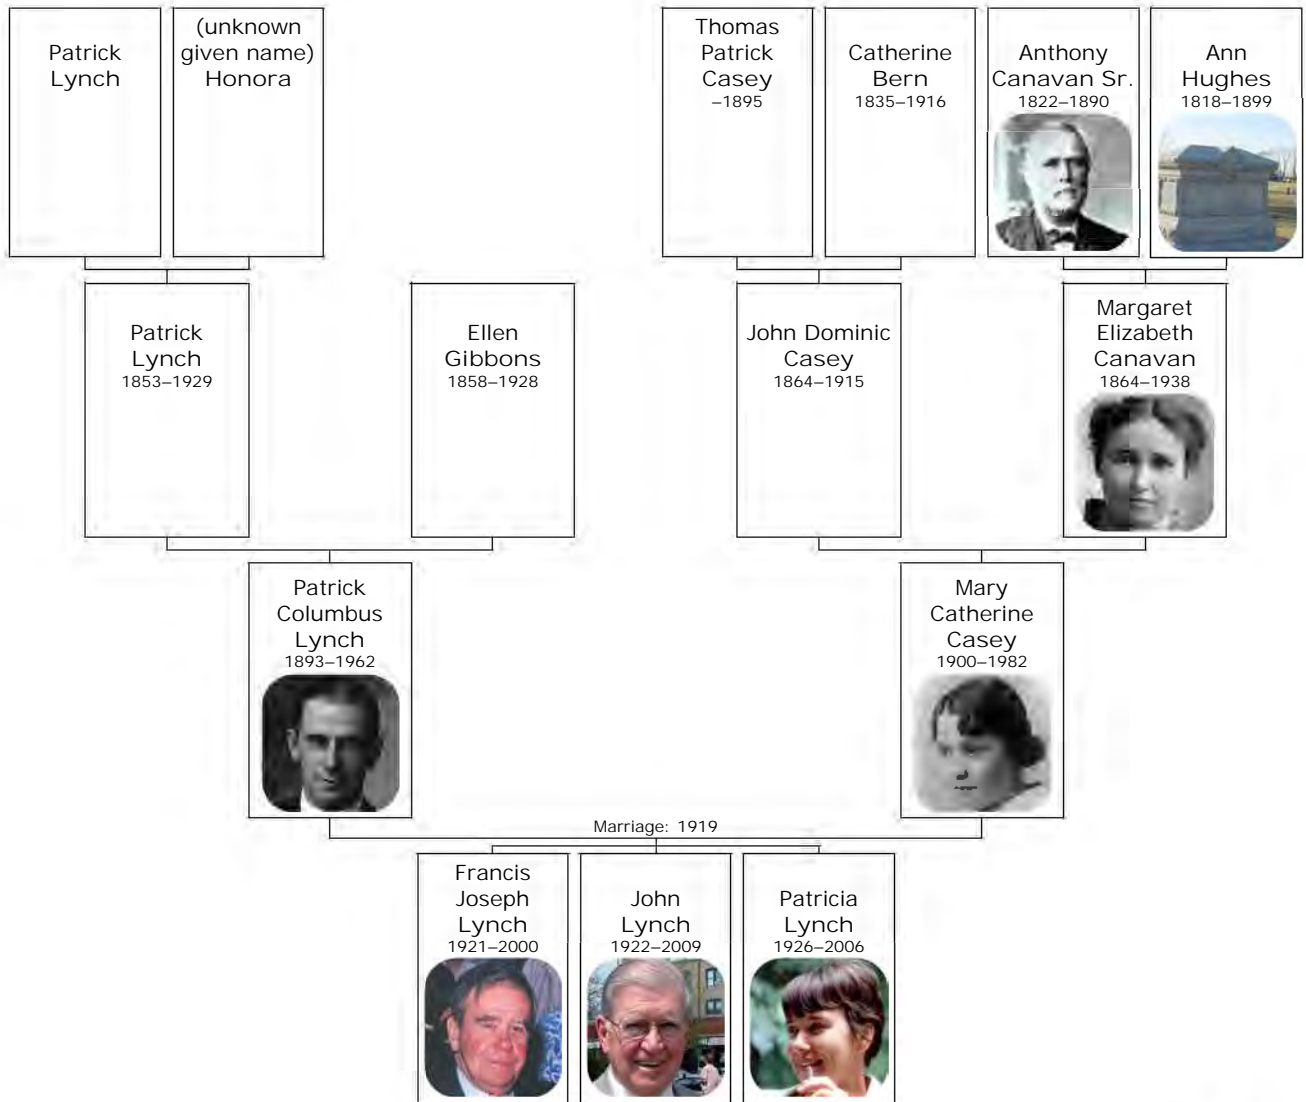 Patrick
Lynch
(unknown
given name)
Honora
Thomas
Patrick
Casey
–1895
Catherine
Bern
1835–1916
Anthony
Canavan Sr.
1822–1890
Ann
Hughes
1818–1899
Patrick
Lynch
1853–1929
Ellen
Gibbons
1858–1928
John Dominic
Casey
1864–1915
Margaret
Elizabeth
Canavan
1864–1938
Patrick
Columbus
Lynch
1893–1962
Mary
Catherine
Casey
1900–1982
Marriage: 1919
Francis
Joseph
Lynch
1921–2000
John
Lynch
1922–2009
Patricia
Lynch
1926–2006